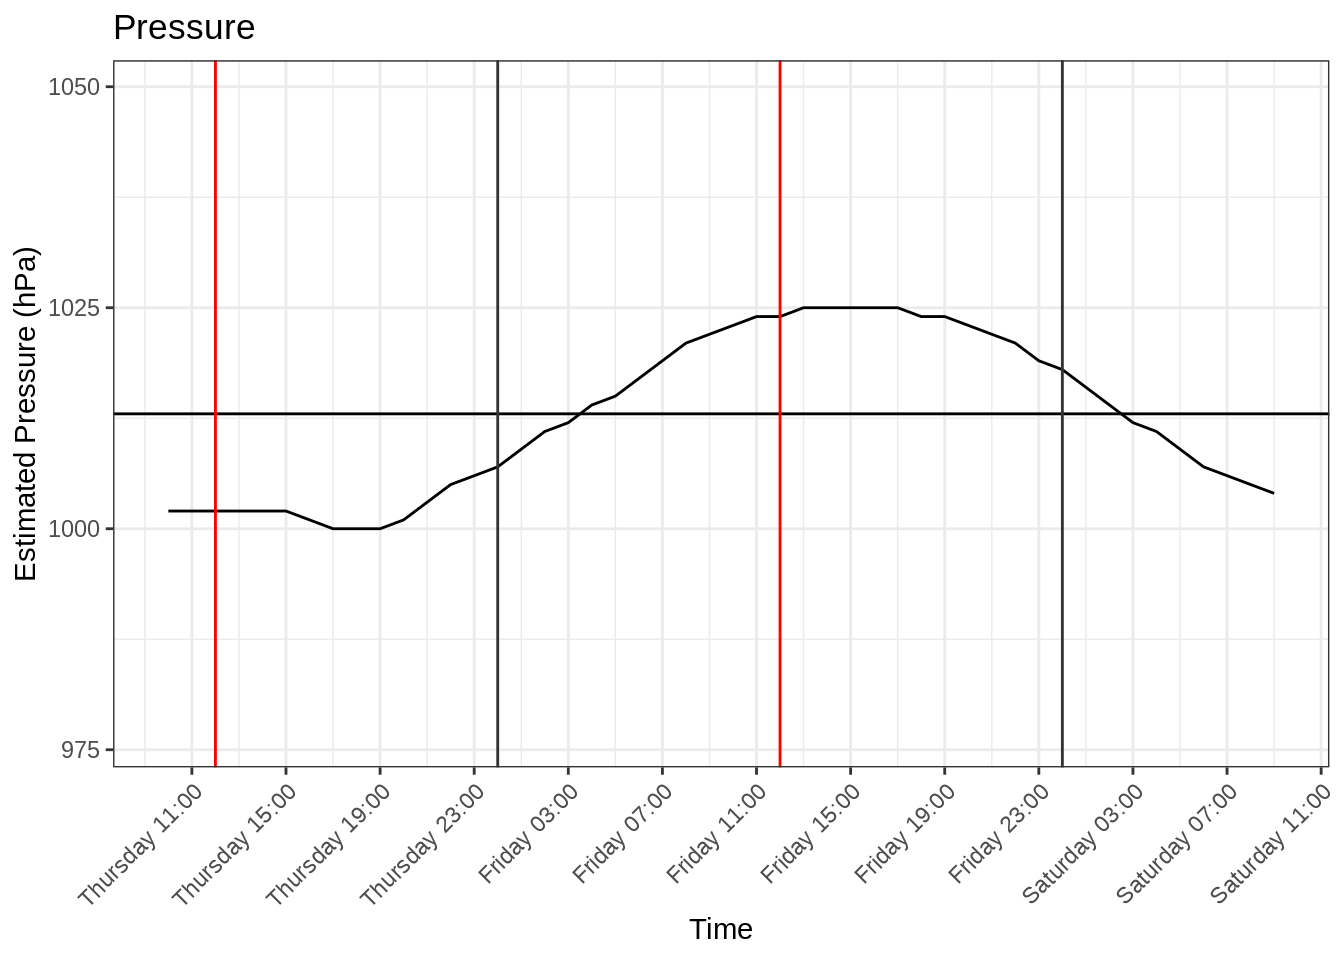 Pressure
Estimated Pressure (hPa)
1050
1025
1000
975
Thursday 11:00
Thursday 15:00
Thursday 19:00
Thursday 23:00
Friday 03:00
Friday 07:00
Friday 11:00
Friday 15:00
Friday 19:00
Friday 23:00
Saturday 03:00
Saturday 07:00
Saturday 11:00
Time